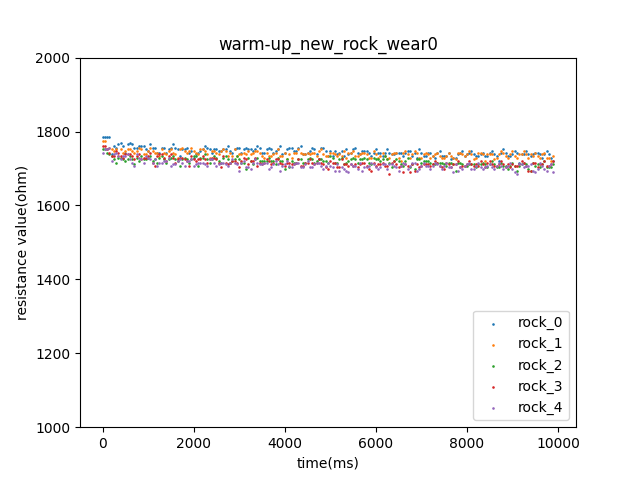 warm-up_new_rock_wear0
2000
1800
1600
1400
1200
1000
resistance value(ohm)
0 2000 4000 6000 8000 10000
time(ms)
rock_0
rock_1
rock_2
rock_3
rock_4